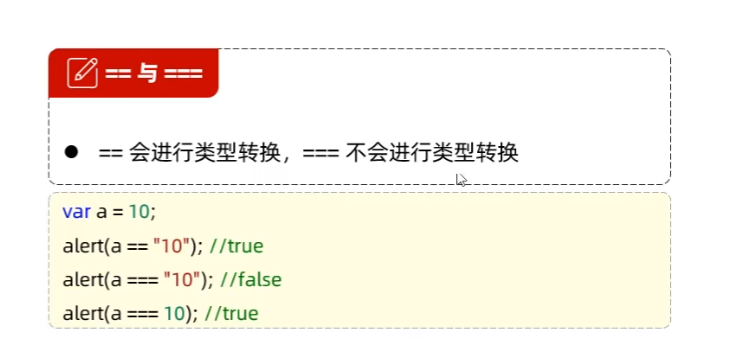 == 与 ===
● == 会进行类型转换，=== 不会进行类型转换
var a = 10;
alert(a == "10"); //true
alert(a === "10"); //false
alert(a === 10); //true